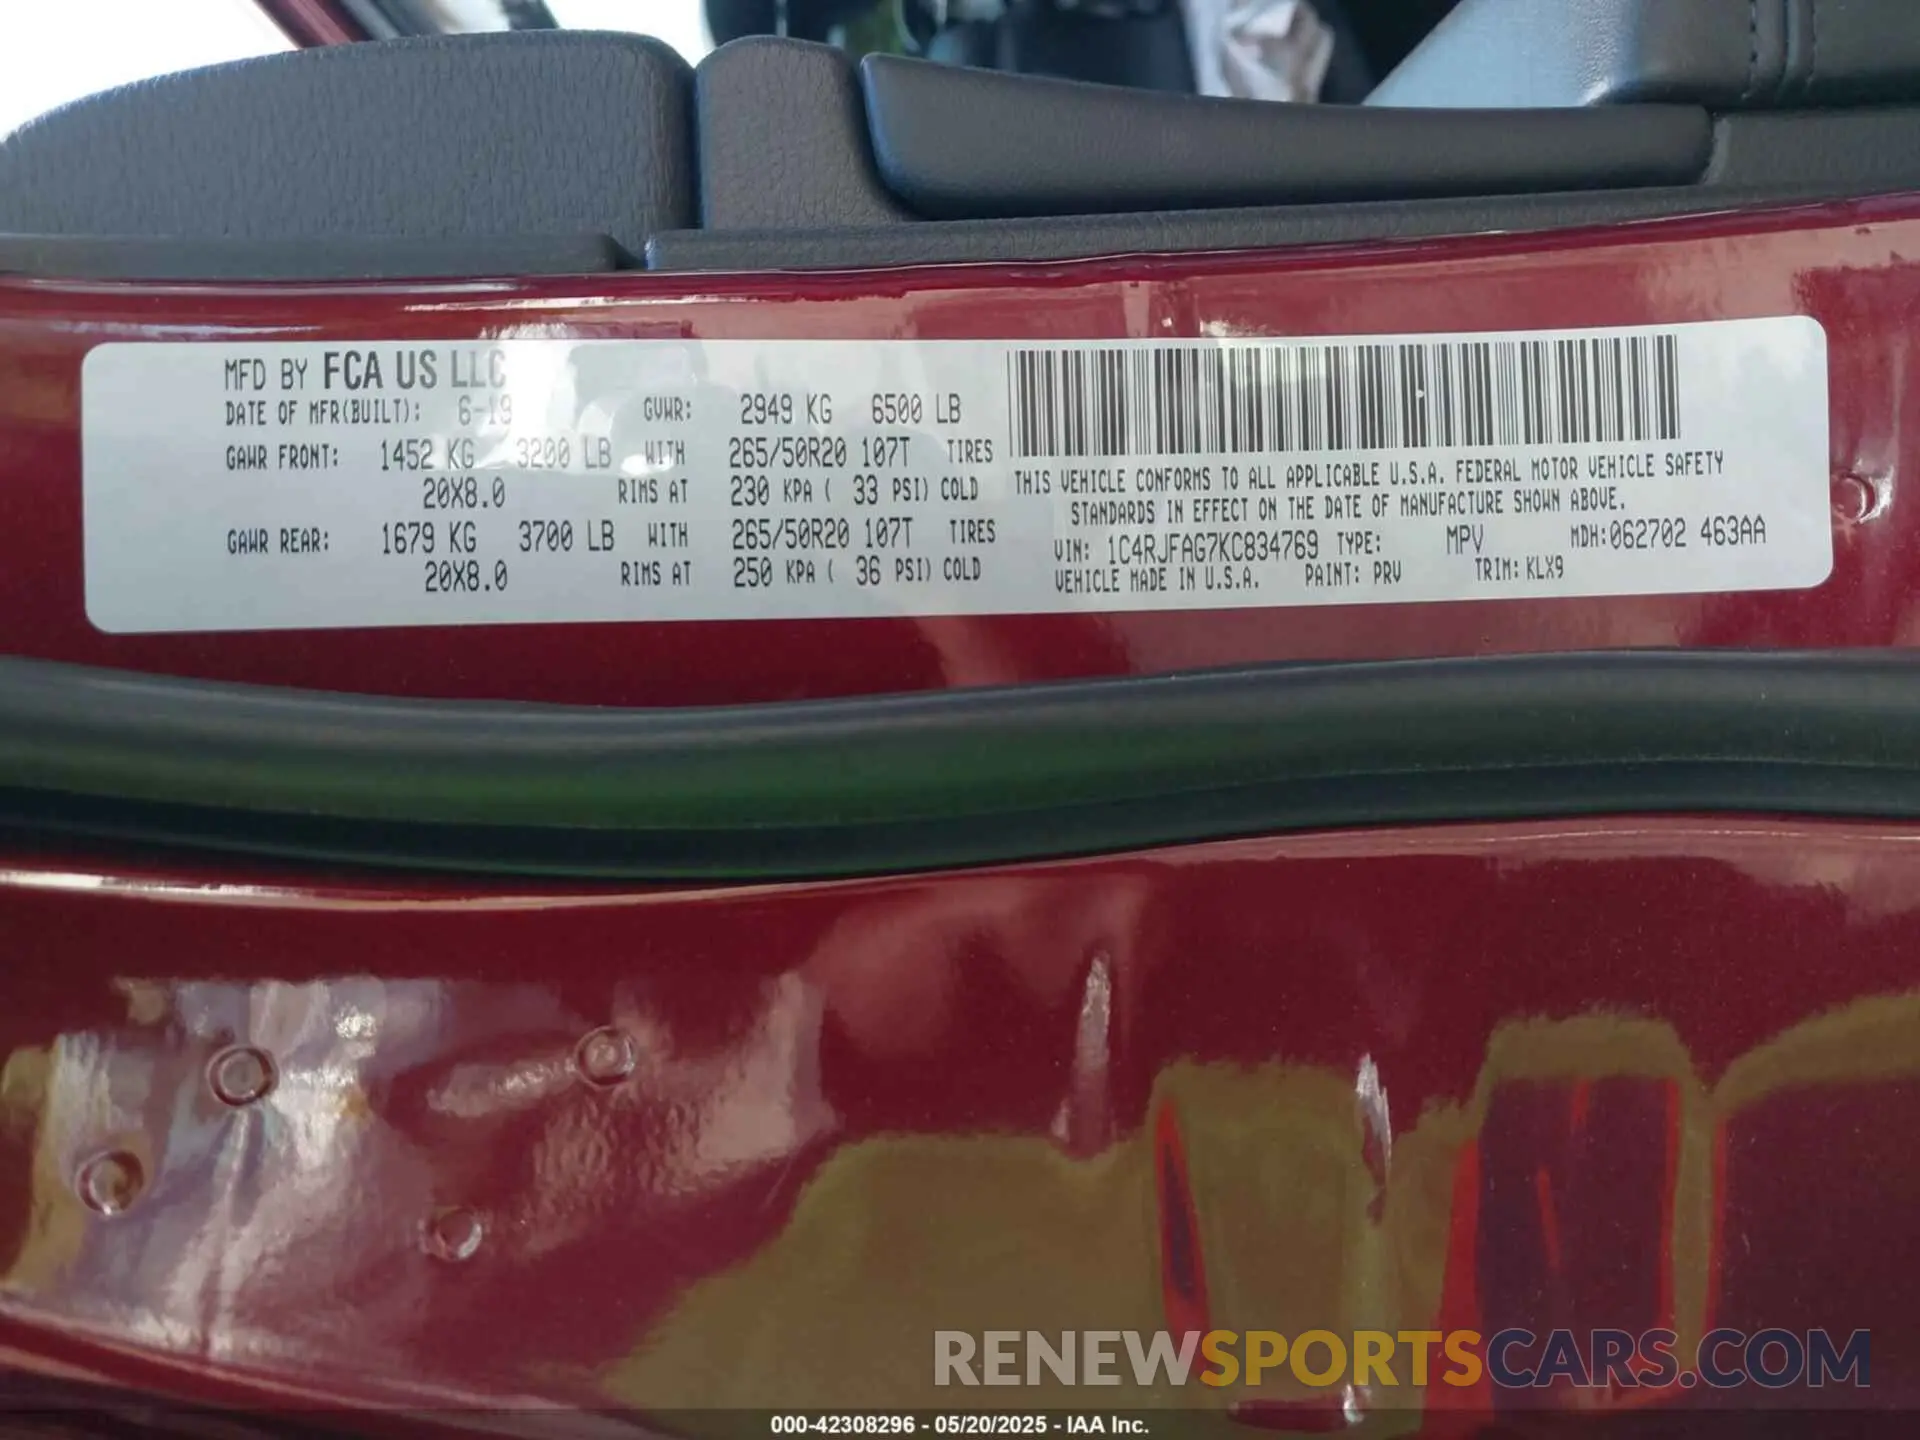 MFD BY FCA US LLC
DATE OF MFR(BUILT): 6-19 GVWR: 2949 KG 6500 LB
GAWR FRONT: 1452 KG 3200 LB WITH 265/50R20 107T TIRES
20X8.0 RIMS AT 230 KPA ( 33 PSI) COLD
GAWR REAR: 1679 KG 3700 LB WITH 265/50R20 107T TIRES
20X8.0 RIMS AT 250 KPA ( 36 PSI) COLD
THIS VEHICLE CONFORMS TO ALL APPLICABLE U.S.A. FEDERAL MOTOR VEHICLE SAFETY
STANDARDS IN EFFECT ON THE DATE OF MANUFACTURE SHOWN ABOVE.
VIN: 1C4RJFAG7KC834769 TYPE: MPV MDH:062702 463AA
VEHICLE MADE IN U.S.A. PAINT: PRV TRIM: KLX9
RENEWSPORTSCARS.COM
000-42308296 - 05/20/2025 - IAA Inc.